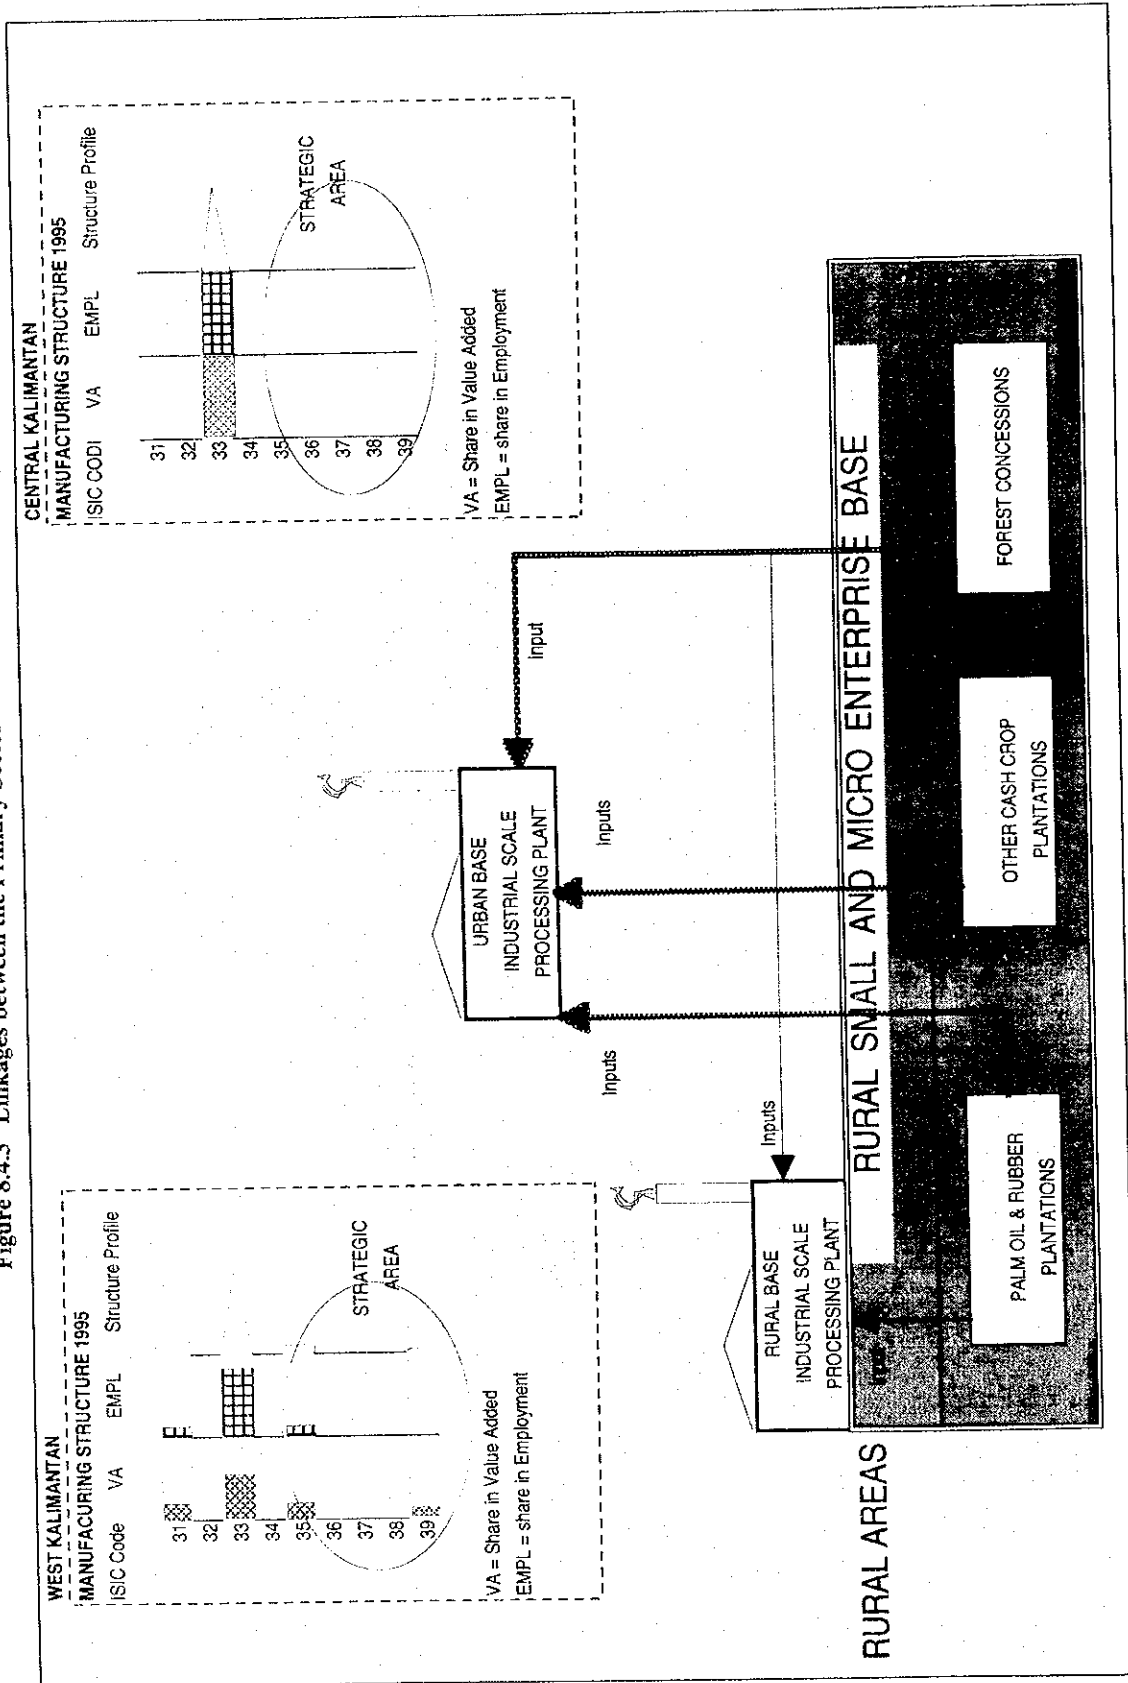 Figure 8.4.3 Linkages between the Primary
WEST KALIMANTAN
MANUFACURING STRUCTURE 1995
ISIC Code VA EMPL Structure Profile
31
32
33
34
35
36
37
38
39
STRATEGIC
AREA
VA = Share in Value Added
EMPL = share in Employment
CENTRAL KALIMANTAN
MANUFACTURING STRUCTURE 1995
ISIC CODI VA EMPL Structure Profile
31
32
33
34
35
36
37
38
39
STRATEGIC
AREA
VA = Share in Value Added
EMPL = share in Employment
URBAN BASE
INDUSTRIAL SCALE
PROCESSING PLANT
Input
Inputs
Inputs
Inputs
RURAL BASE
INDUSTRIAL SCALE
PROCESSING PLANT
RURAL AREAS
RURAL SMALL AND MICRO ENTERPRISE BASE
PALM OIL & RUBBER
PLANTATIONS
OTHER CASH CROP
PLANTATIONS
FOREST CONCESSIONS